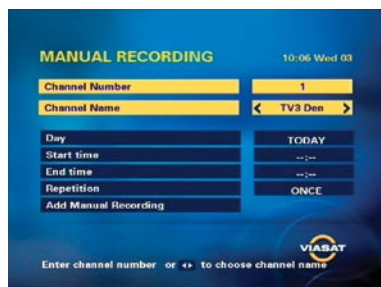 MANUAL RECORDING 10:06 Wed 03
Channel Number 1
Channel Name < TV3 Den >
Day TODAY
Start time --:--
End time --:--
Repetition ONCE
Add Manual Recording
VIASAT
Enter channel number or ◂▸ to choose channel name